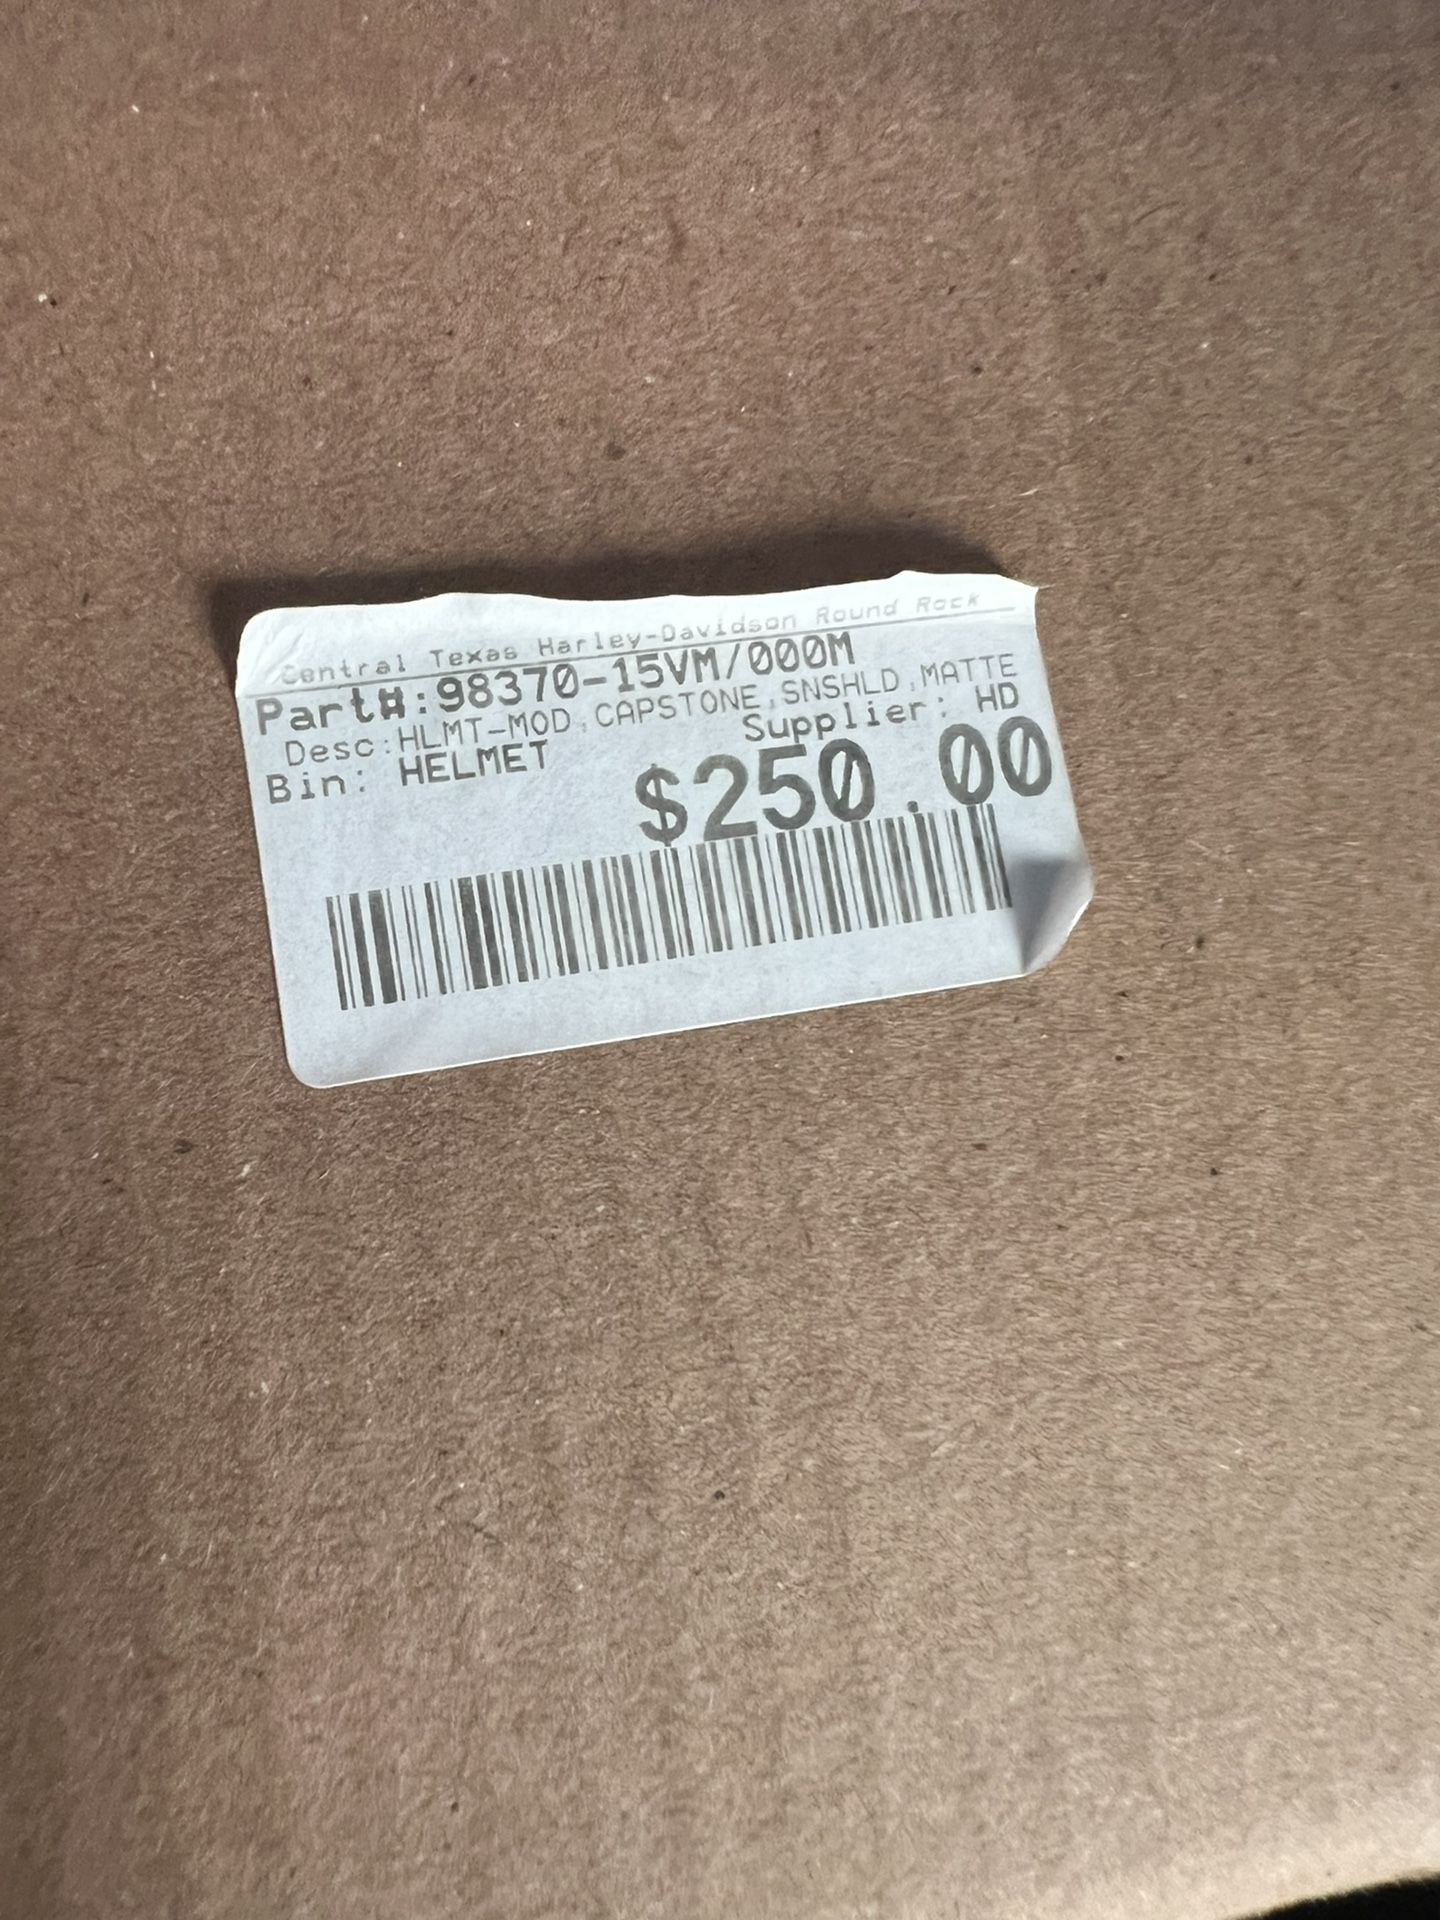 Central Texas Harley-Davidson Round Rock
Part#:98370-15VM/000M
Desc:HLMT-MOD,CAPSTONE,SNSHLD,MATTE
Supplier: HD
Bin: HELMET
$250.00